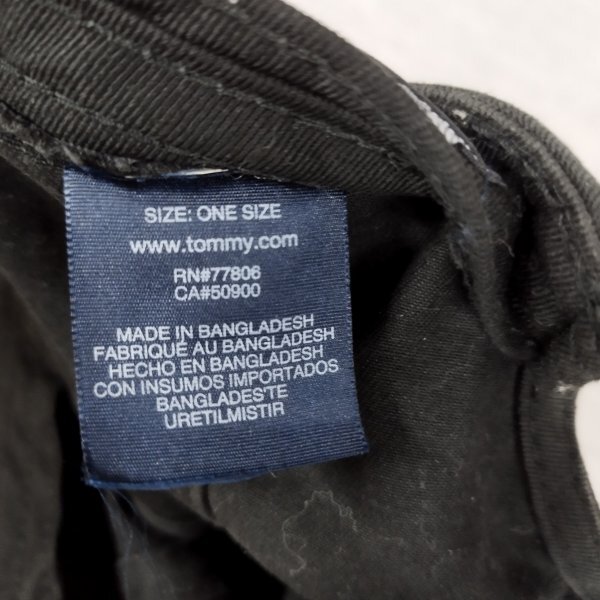 SIZE: ONE SIZE
www.tommy.com
RN#77806
CA#50900
MADE IN BANGLADESH
FABRIQUÉ AU BANGLADESH
HECHO EN BANGLADESH
CON INSUMOS IMPORTADOS
BANGLADEŞ'TE
URETILMISTIR